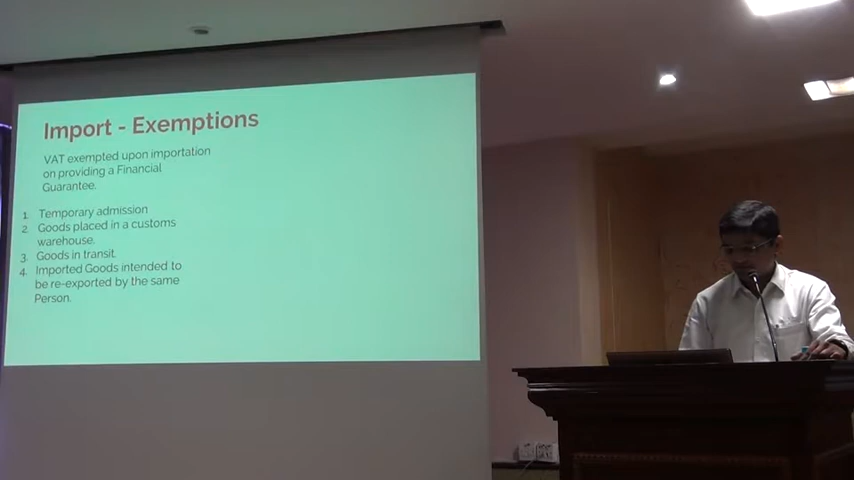 Import - Exemptions
VAT exempted upon importation
on providing a Financial
Guarantee.
1. Temporary admission
2. Goods placed in a customs
warehouse.
3. Goods in transit.
4. Imported Goods intended to
be re-exported by the same
Person.